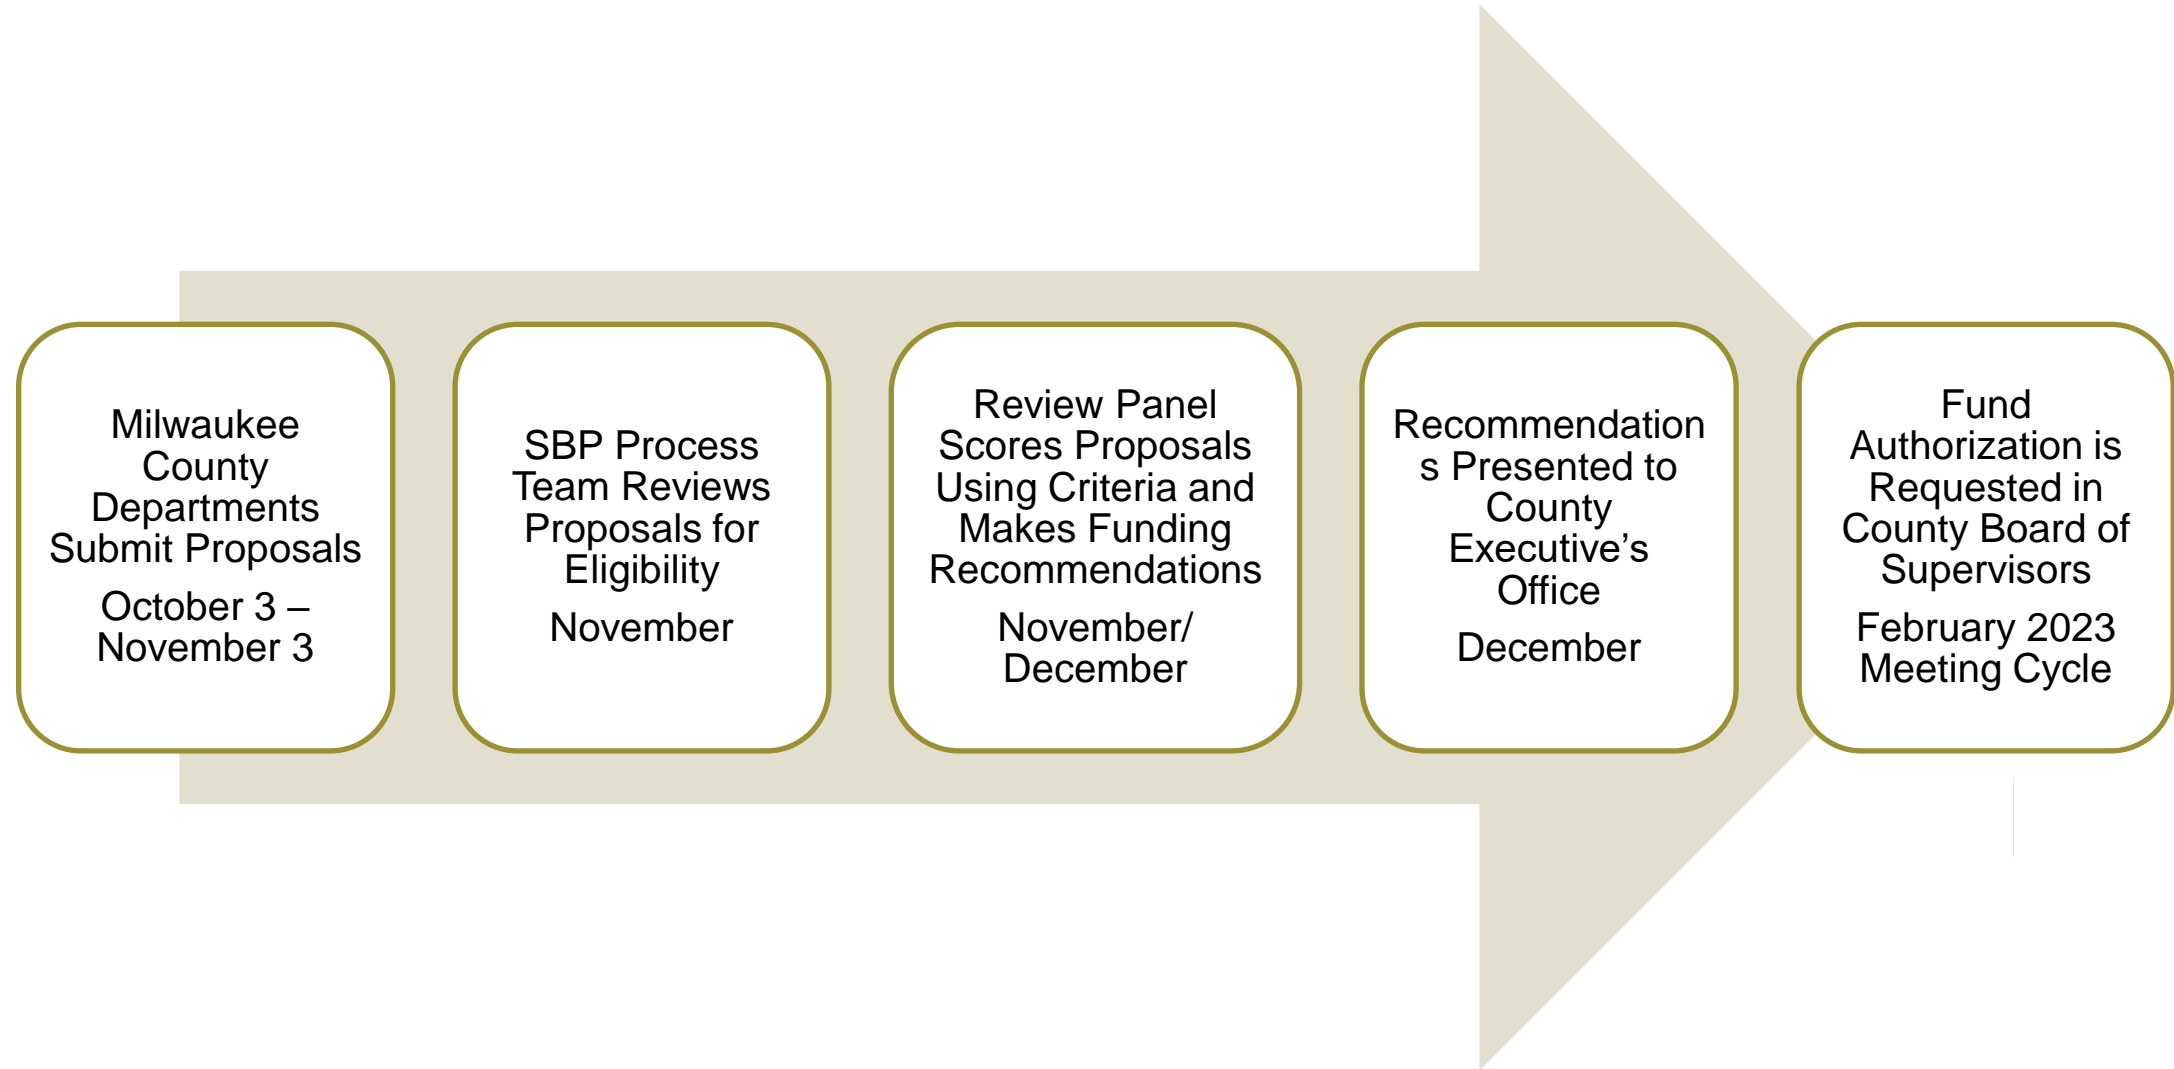 Milwaukee
County
Departments
Submit Proposals
October 3 –
November 3
SBP Process
Team Reviews
Proposals for
Eligibility
November
Review Panel
Scores Proposals
Using Criteria and
Makes Funding
Recommendations
November/
December
Recommendation
s Presented to
County
Executive’s
Office
December
Fund
Authorization is
Requested in
County Board of
Supervisors
February 2023
Meeting Cycle